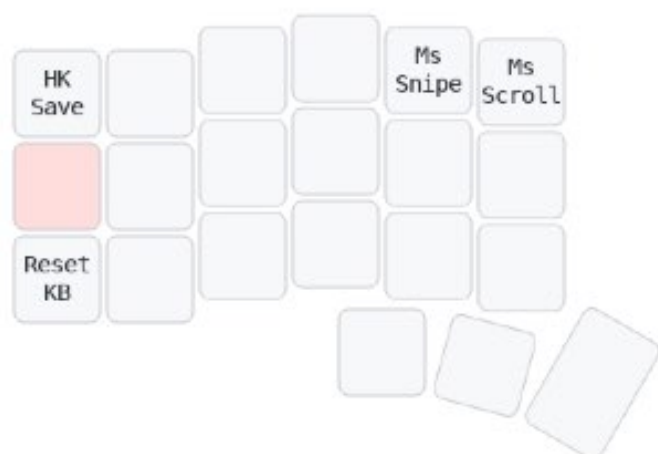 HK
Save
Ms
Snipe
Ms
Scroll
Reset
KB